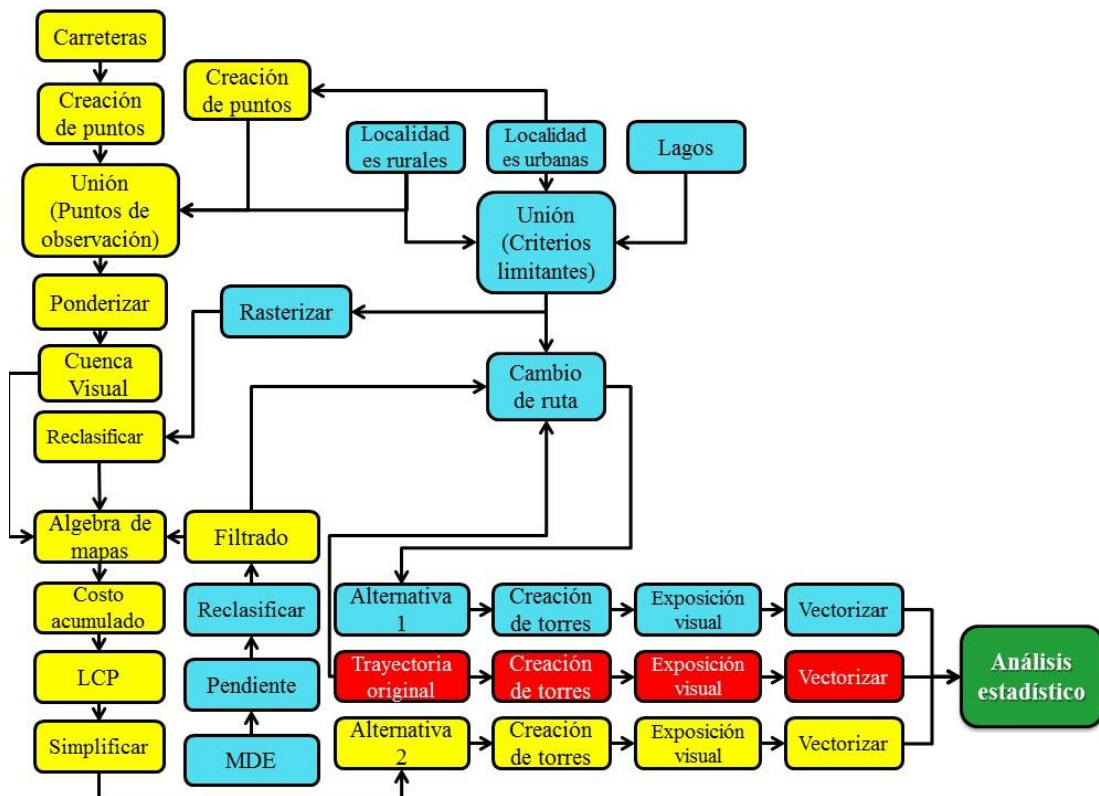 Carreteras
Creación
de puntos
Creación
de puntos
Localidad
es rurales
Localidad
es urbanas
Lagos
Unión
(Puntos de
observación)
Unión
(Criterios
limitantes)
Ponderizar
Rasterizar
Cuenca
Visual
Cambio
de ruta
Reclasificar
Algebra de
mapas
Filtrado
Costo
acumulado
Reclasificar
Alternativa
1
Creación
de torres
Exposición
visual
Vectorizar
LCP
Pendiente
Trayectoria
original
Creación
de torres
Exposición
visual
Vectorizar
Análisis
estadístico
Simplificar
MDE
Alternativa
2
Creación
de torres
Exposición
visual
Vectorizar